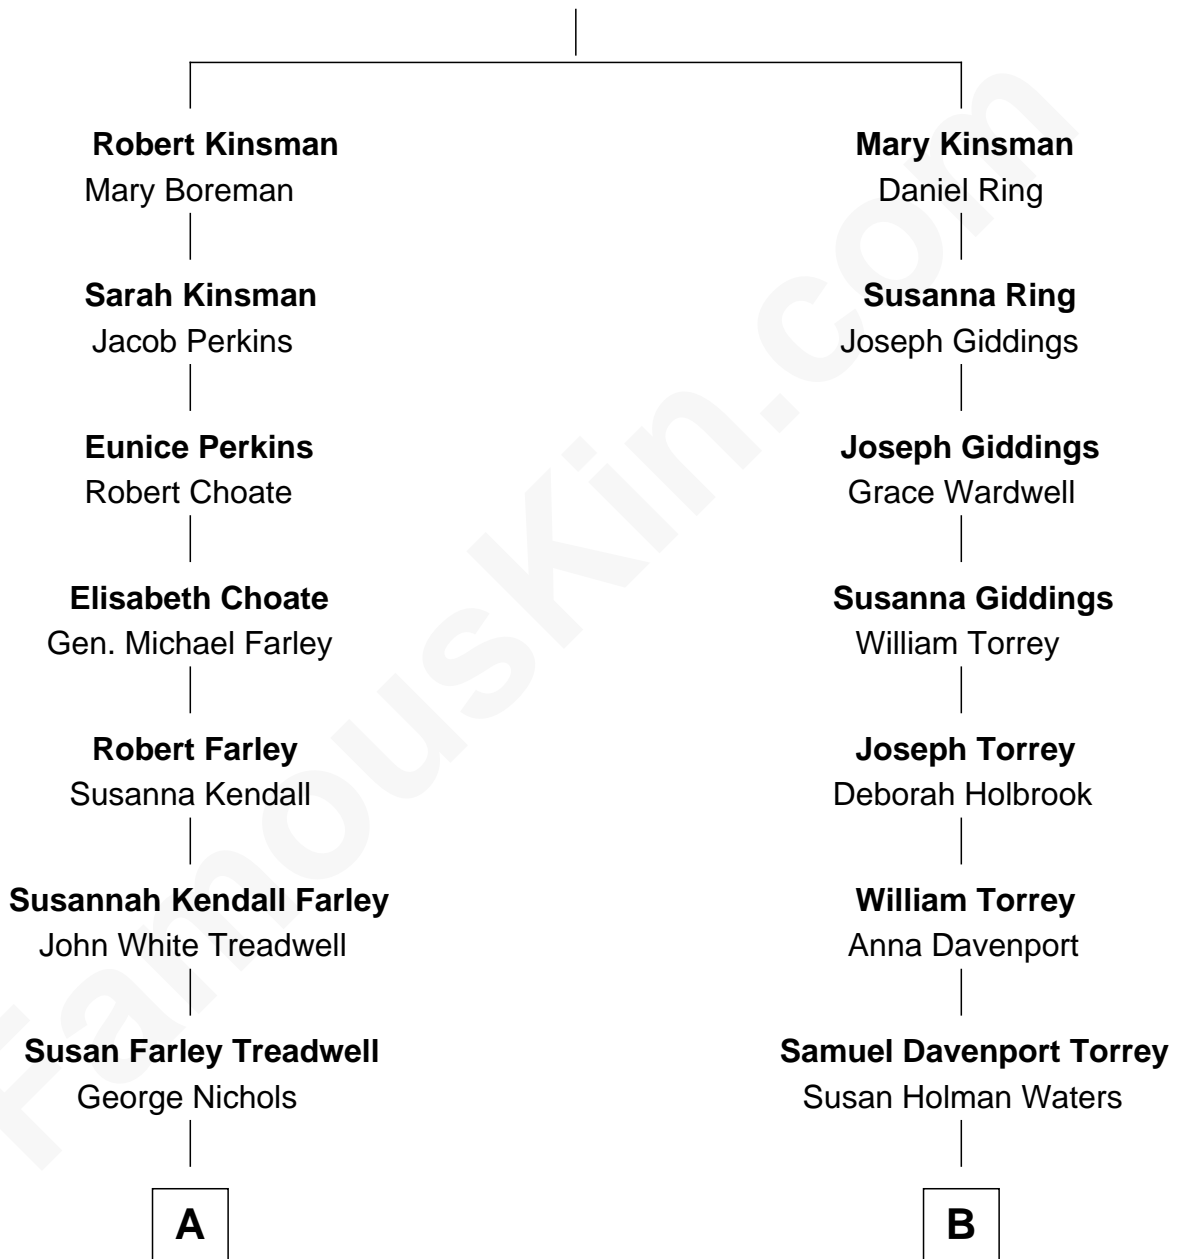 Robert Kinsman
Mary Boreman
Mary Kinsman
Daniel Ring
Sarah Kinsman
Jacob Perkins
Susanna Ring
Joseph Giddings
Eunice Perkins
Robert Choate
Joseph Giddings
Grace Wardwell
Elisabeth Choate
Gen. Michael Farley
Susanna Giddings
William Torrey
Robert Farley
Susanna Kendall
Joseph Torrey
Deborah Holbrook
Susannah Kendall Farley
John White Treadwell
William Torrey
Anna Davenport
Susan Farley Treadwell
George Nichols
Samuel Davenport Torrey
Susan Holman Waters
A
B
FamousKin.com